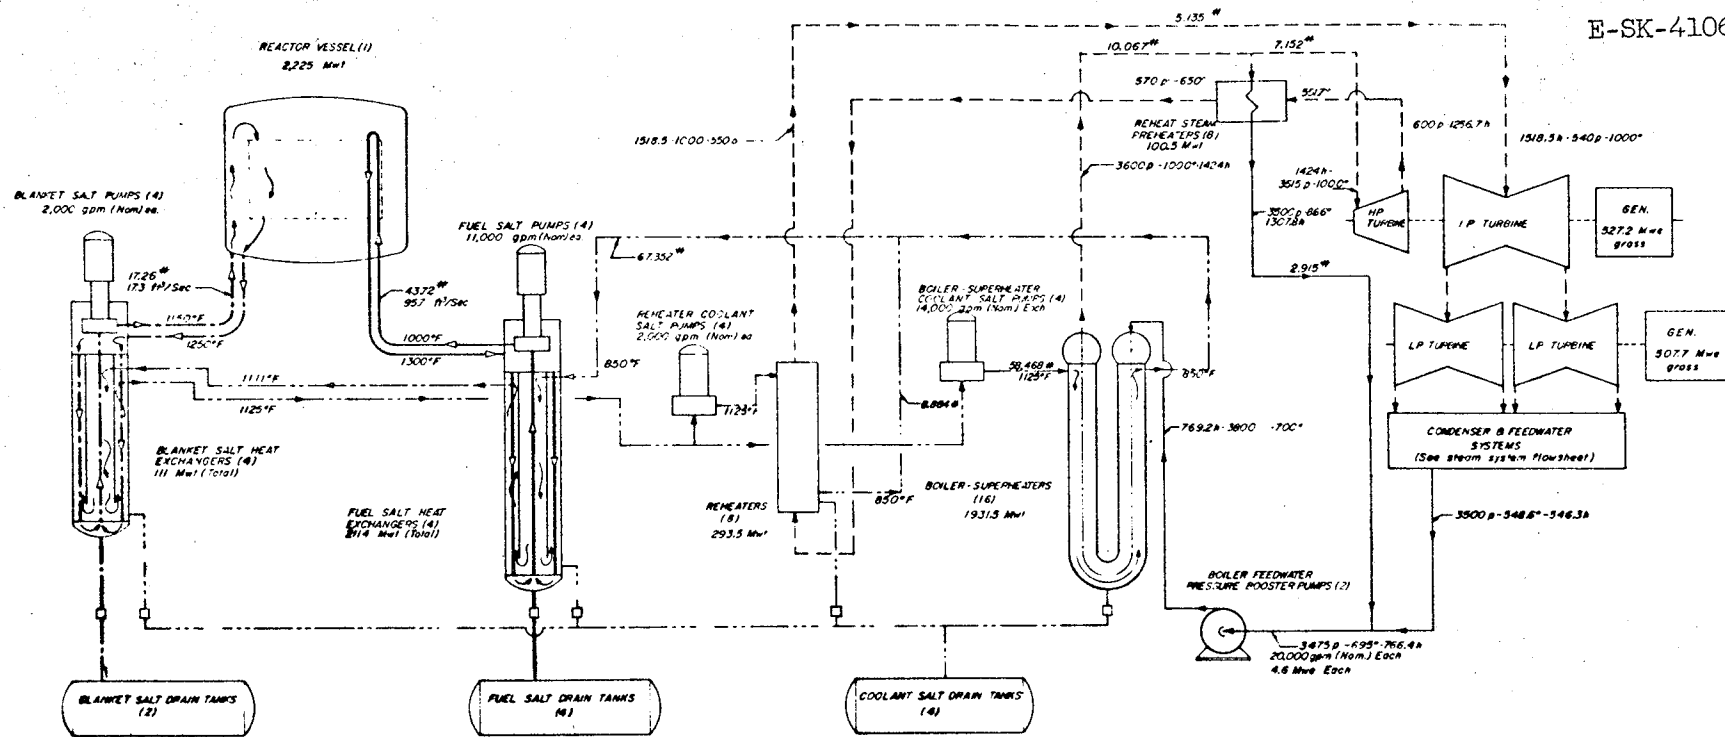 E-SK-4106
5.135 #
10.067#
7.152#
REACTOR VESSEL (1)
2,225 Mwt
570 p - 650°
REHEAT STEAM
PREHEATERS (8)
100.5 Mwt
600 p-1256.7 h
1518.5 h-540 p-1000°
3600 p -1000°-1424h
1424 h-
3515 p-1000°
BLANKET SALT PUMPS (4)
2,000 gpm (Nom) ea.
FUEL SALT PUMPS (4)
11,000 gpm (Nom) ea.
3500 p-866°
1307.8 h
HP
TURBINE
I P TURBINE
GEN.
527.2 Mwe
gross
67.352 #
2.915 #
17.26 #
17.3 ft³/Sec
43.72 #
95.7 ft³/Sec
1150°F
1250°F
1000°F
1300°F
850°F
REHEATER COOLANT
SALT PUMPS (4)
2,000 gpm (Nom) ea
BOILER-SUPERHEATER
COOLANT SALT PUMPS (4)
14,000 gpm (Nom) Each
LP TURBINE
LP TURBINE
GEN.
507.7 Mwe
gross
1111°F
1125°F
1125°F
58.468 #
1125°F
850°F
8.884 #
769.2 h-3800 -700°
BLANKET SALT HEAT
EXCHANGERS (4)
111 Mwt (Total)
CONDENSER & FEEDWATER
SYSTEMS
(See steam system flowsheet)
FUEL SALT HEAT
EXCHANGERS (4)
2114 Mwt (Total)
REHEATERS
(8)
293.5 Mwt
850°F
BOILER-SUPERHEATERS
(16)
1931.5 Mwt
3500 p-548.6°-546.3 h
BOILER FEEDWATER
PRESSURE BOOSTER PUMPS (2)
3475 p -695°-766.4 h
20,000 gpm (Nom.) Each
4.6 Mwe Each
BLANKET SALT DRAIN TANKS
(2)
FUEL SALT DRAIN TANKS
(4)
COOLANT SALT DRAIN TANKS
(4)